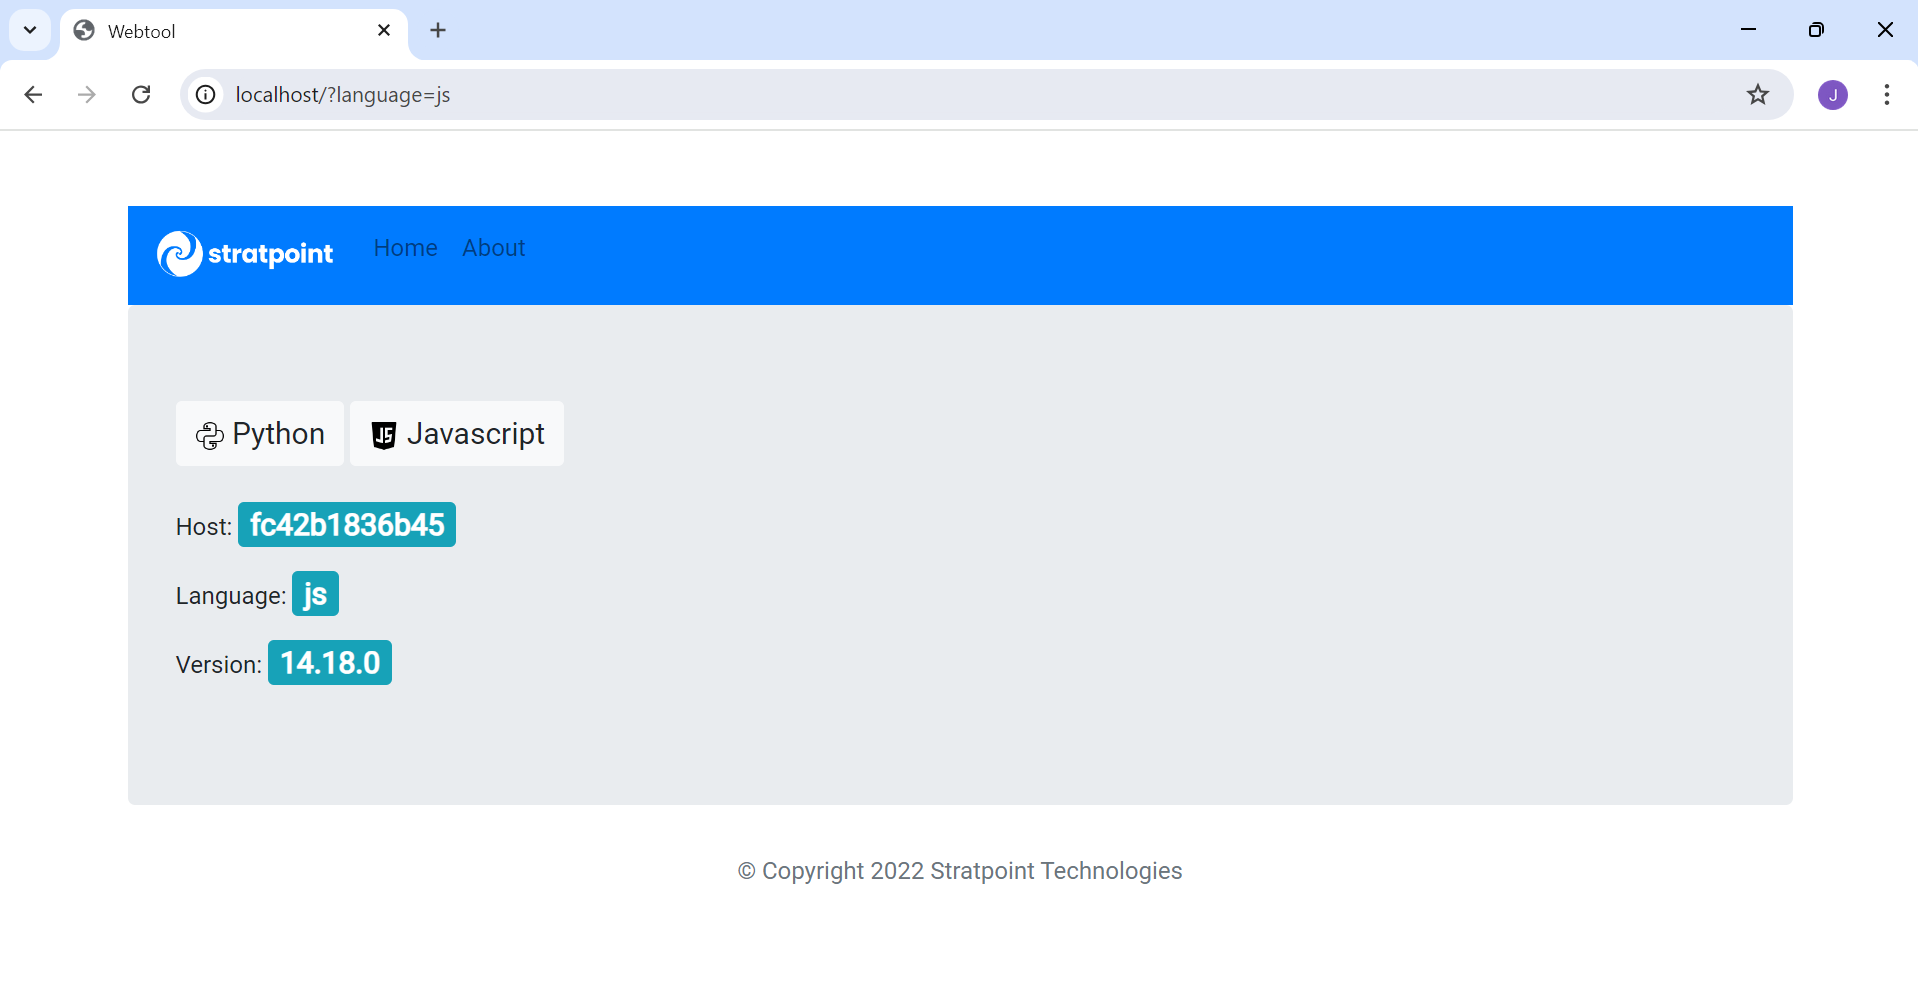 Webtool
localhost/?language=js
J
stratpoint Home About
Python JS Javascript
Host: fc42b1836b45
Language: js
Version: 14.18.0
© Copyright 2022 Stratpoint Technologies